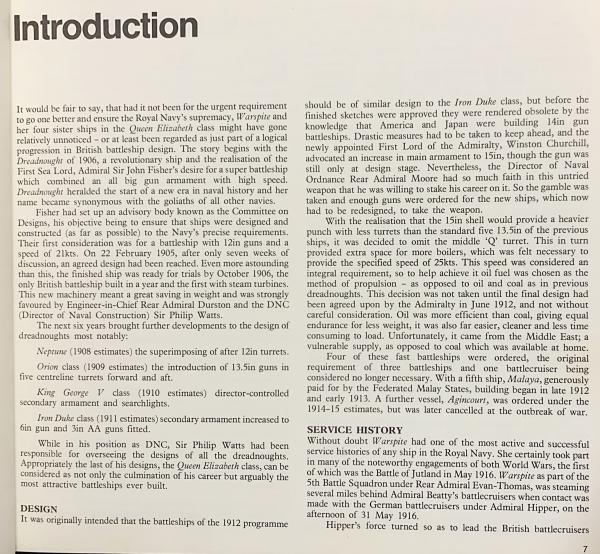 Introduction
It would be fair to say, that had it not been for the urgent requirement
to go one better and ensure the Royal Navy's supremacy, Warspite and
her four sister ships in the Queen Elizabeth class might have gone
relatively unnoticed – or at least been regarded as just part of a logical
progression in British battleship design. The story begins with the
Dreadnought of 1906, a revolutionary ship and the realisation of the
First Sea Lord, Admiral Sir John Fisher's desire for a super battleship
which combined an all big gun armament with high speed.
Dreadnought heralded the start of a new era in naval history and her
name became synonymous with the goliaths of all other navies.
Fisher had set up an advisory body known as the Committee on
Designs, his objective being to ensure that ships were designed and
constructed (as far as possible) to the Navy's precise requirements.
Their first consideration was for a battleship with 12in guns and a
speed of 21kts. On 22 February 1905, after only seven weeks of
discussion, an agreed design had been reached. Even more astounding
than this, the finished ship was ready for trials by October 1906, the
only British battleship built in a year and the first with steam turbines.
This new machinery meant a great saving in weight and was strongly
favoured by Engineer-in-Chief Rear Admiral Durston and the DNC
(Director of Naval Construction) Sir Philip Watts.
The next six years brought further developments to the design of
dreadnoughts most notably:
Neptune (1908 estimates) the superimposing of after 12in turrets.
Orion class (1909 estimates) the introduction of 13.5in guns in
five centreline turrets forward and aft.
King George V class (1910 estimates) director-controlled
secondary armament and searchlights.
Iron Duke class (1911 estimates) secondary armament increased to
6in gun and 3in AA guns fitted.
While in his position as DNC, Sir Philip Watts had been
responsible for overseeing the designs of all the dreadnoughts.
Appropriately the last of his designs, the Queen Elizabeth class, can be
considered as not only the culmination of his career but arguably the
most attractive battleships ever built.
DESIGN
It was originally intended that the battleships of the 1912 programme
should be of similar design to the Iron Duke class, but before the
finished sketches were approved they were rendered obsolete by the
knowledge that America and Japan were building 14in gun
battleships. Drastic measures had to be taken to keep ahead, and the
newly appointed First Lord of the Admiralty, Winston Churchill,
advocated an increase in main armament to 15in, though the gun was
still only at design stage. Nevertheless, the Director of Naval
Ordnance Rear Admiral Moore had so much faith in this untried
weapon that he was willing to stake his career on it. So the gamble was
taken and enough guns were ordered for the new ships, which now
had to be redesigned, to take the weapon.
With the realisation that the 15in shell would provide a heavier
punch with less turrets than the standard five 13.5in of the previous
ships, it was decided to omit the middle 'Q' turret. This in turn
provided extra space for more boilers, which was felt necessary to
provide the specified speed of 25kts. This speed was considered an
integral requirement, so to help achieve it oil fuel was chosen as the
method of propulsion – as opposed to oil and coal as in previous
dreadnoughts. This decision was not taken until the final design had
been agreed upon by the Admiralty in June 1912, and not without
careful consideration. Oil was more efficient than coal, giving equal
endurance for less weight, it was also far easier, cleaner and less time
consuming to load. Unfortunately, it came from the Middle East; a
vulnerable supply, as opposed to coal which was available at home.
Four of these fast battleships were ordered, the original
requirement of three battleships and one battlecruiser being
considered no longer necessary. With a fifth ship, Malaya, generously
paid for by the Federated Malay States, building began in late 1912
and early 1913. A further vessel, Agincourt, was ordered under the
1914–15 estimates, but was later cancelled at the outbreak of war.
SERVICE HISTORY
Without doubt Warspite had one of the most active and successful
service histories of any ship in the Royal Navy. She certainly took part
in many of the noteworthy engagements of both World Wars, the first
of which was the Battle of Jutland in May 1916. Warspite as part of the
5th Battle Squadron under Rear Admiral Evan-Thomas, was steaming
several miles behind Admiral Beatty's battlecruisers when contact was
made with the German battlecruisers under Admiral Hipper, on the
afternoon of 31 May 1916.
Hipper's force turned so as to lead the British battlecruisers
7